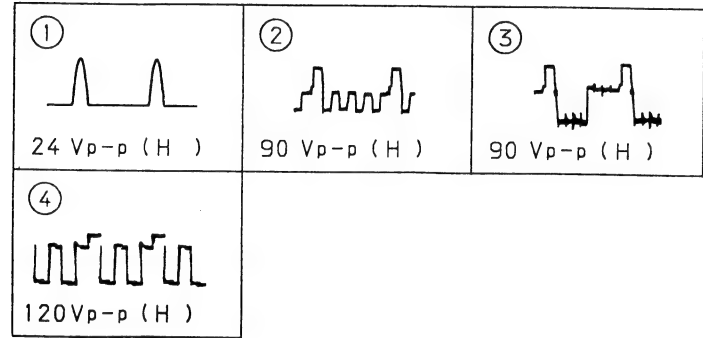 ①
24 Vp-p (H )
②
90 Vp-p (H )
③
90 Vp-p (H )
④
120Vp-p (H )